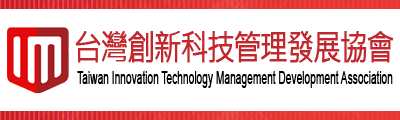 台灣創新科技管理發展協會
Taiwan Innovation Technology Management Development Association